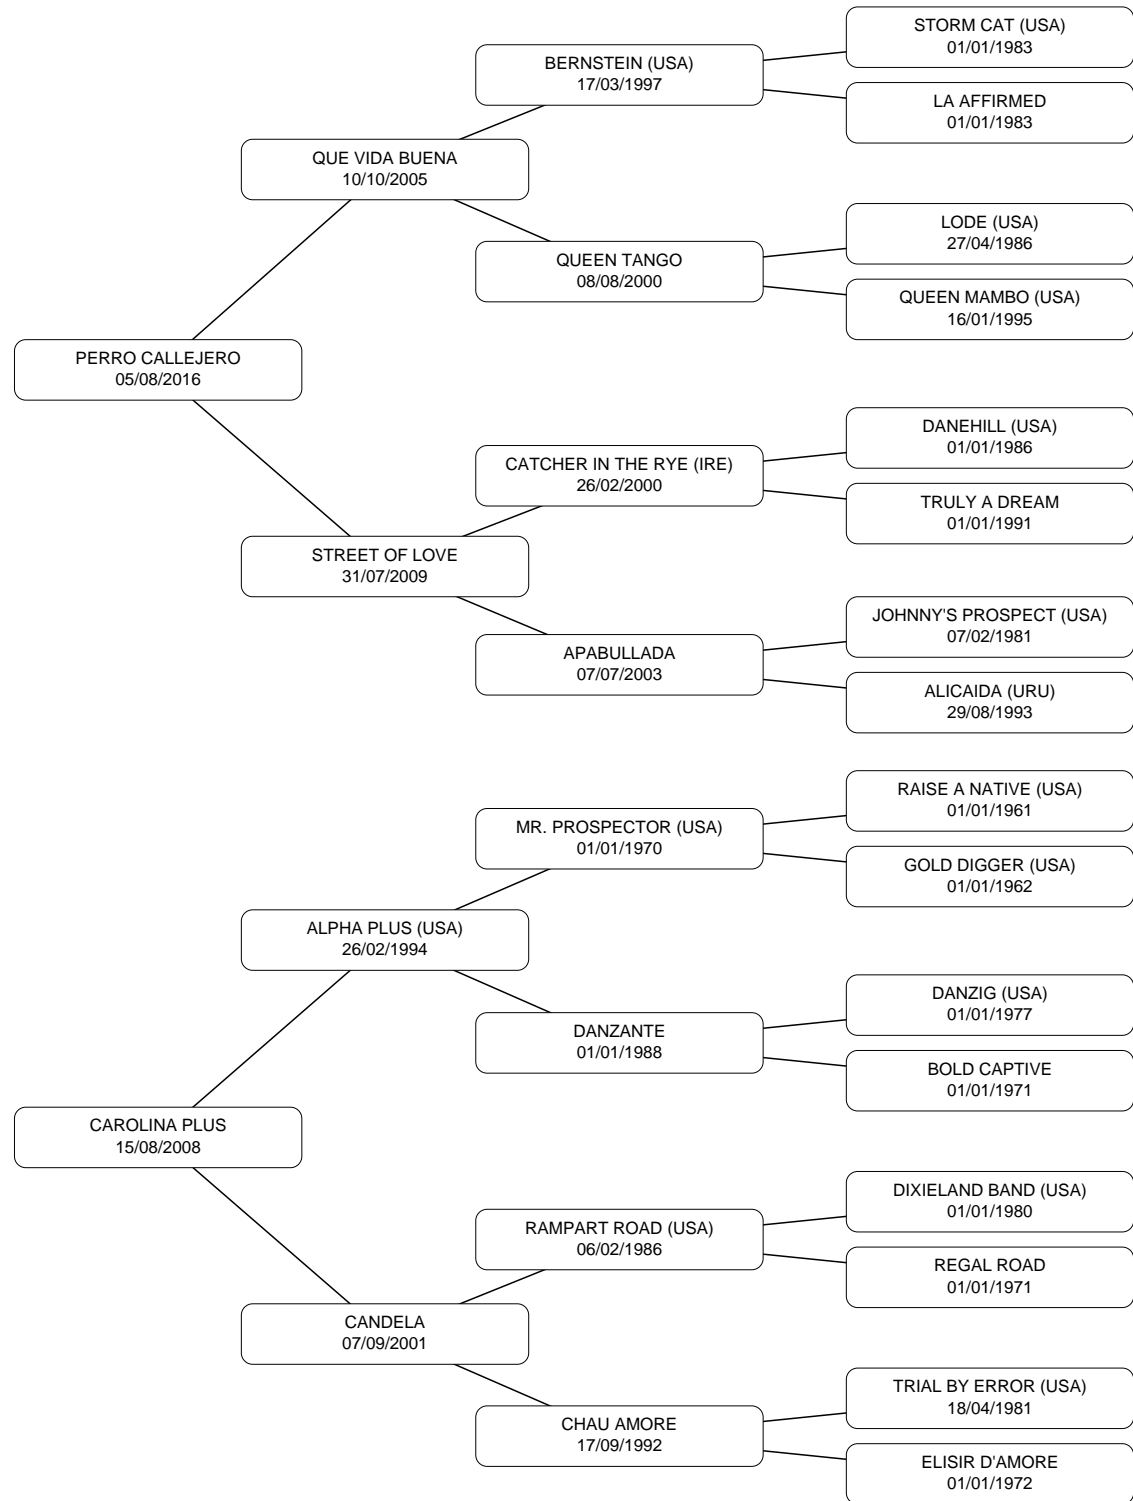 STORM CAT (USA)
01/01/1983
BERNSTEIN (USA)
17/03/1997
LA AFFIRMED
01/01/1983
QUE VIDA BUENA
10/10/2005
LODE (USA)
27/04/1986
QUEEN TANGO
08/08/2000
QUEEN MAMBO (USA)
16/01/1995
PERRO CALLEJERO
05/08/2016
DANEHILL (USA)
01/01/1986
CATCHER IN THE RYE (IRE)
26/02/2000
TRULY A DREAM
01/01/1991
STREET OF LOVE
31/07/2009
JOHNNY'S PROSPECT (USA)
07/02/1981
APABULLADA
07/07/2003
ALICAIDA (URU)
29/08/1993
RAISE A NATIVE (USA)
01/01/1961
MR. PROSPECTOR (USA)
01/01/1970
GOLD DIGGER (USA)
01/01/1962
ALPHA PLUS (USA)
26/02/1994
DANZIG (USA)
01/01/1977
DANZANTE
01/01/1988
BOLD CAPTIVE
01/01/1971
CAROLINA PLUS
15/08/2008
DIXIELAND BAND (USA)
01/01/1980
RAMPART ROAD (USA)
06/02/1986
REGAL ROAD
01/01/1971
CANDELA
07/09/2001
TRIAL BY ERROR (USA)
18/04/1981
CHAU AMORE
17/09/1992
ELISIR D'AMORE
01/01/1972